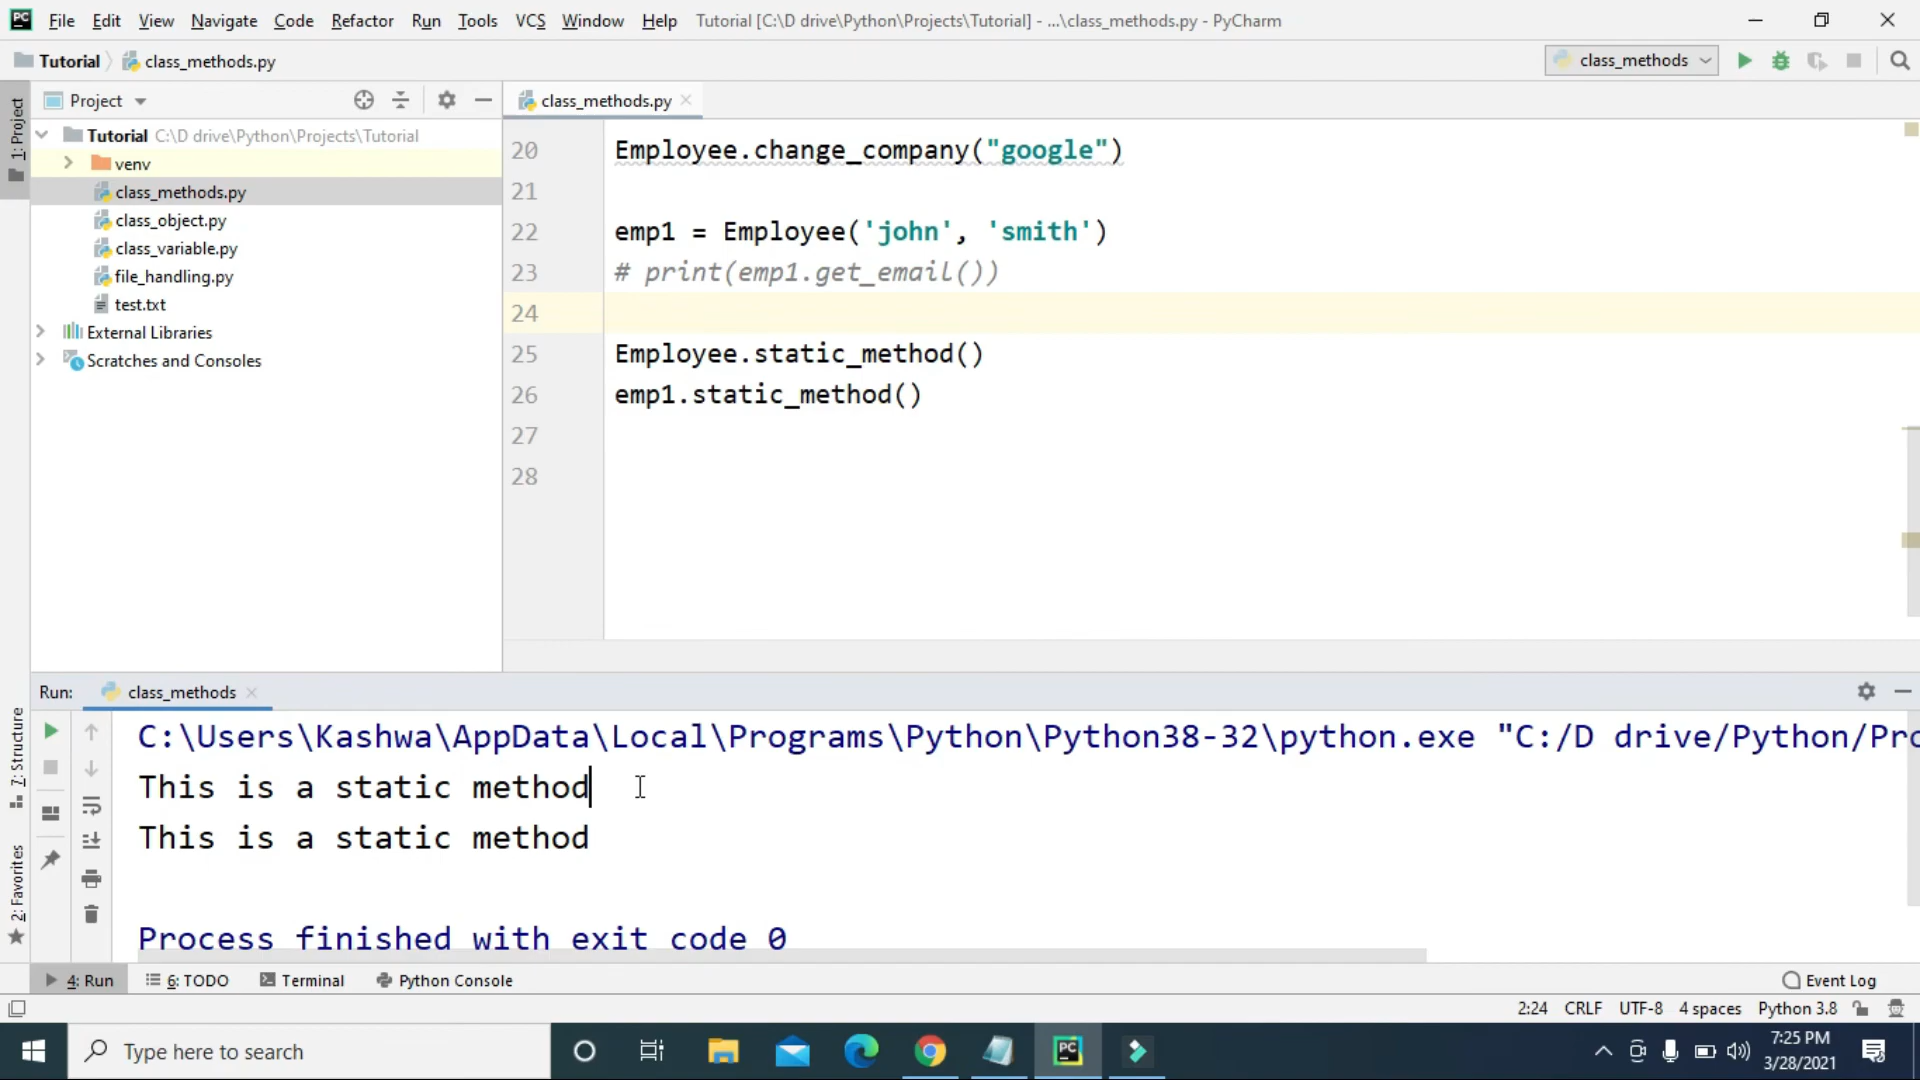 PC File Edit View Navigate Code Refactor Run Tools VCS Window Help Tutorial [C:\D drive\Python\Projects\Tutorial] - ...\class_methods.py - PyCharm
Tutorial class_methods.py
class_methods
1: Project
Project
class_methods.py
Tutorial C:\D drive\Python\Projects\Tutorial
venv
class_methods.py
class_object.py
class_variable.py
file_handling.py
test.txt
External Libraries
Scratches and Consoles
20 Employee.change_company("google")
21
22 emp1 = Employee('john', 'smith')
23 # print(emp1.get_email())
24
25 Employee.static_method()
26 emp1.static_method()
27
28
Run: class_methods
7: Structure
2: Favorites
C:\Users\Kashwa\AppData\Local\Programs\Python\Python38-32\python.exe "C:/D drive/Python/Pro
This is a static method
This is a static method
Process finished with exit code 0
4: Run 6: TODO Terminal Python Console Event Log
2:24 CRLF UTF-8 4 spaces Python 3.8
Type here to search
PC
7:25 PM
3/28/2021